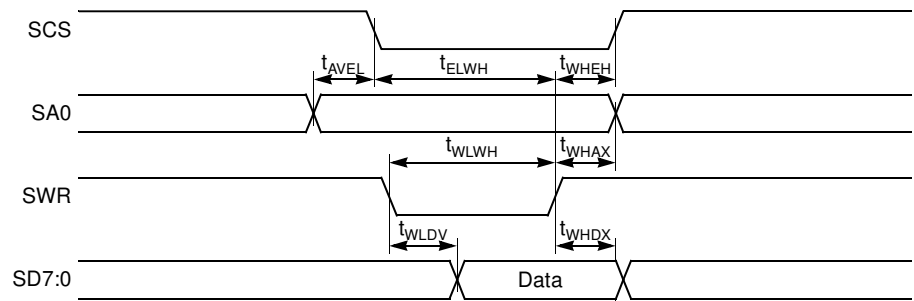 SCS
tAVEL tELWH tWHEH
SA0
tWLWH tWHAX
SWR
tWLDV tWHDX
SD7:0 Data